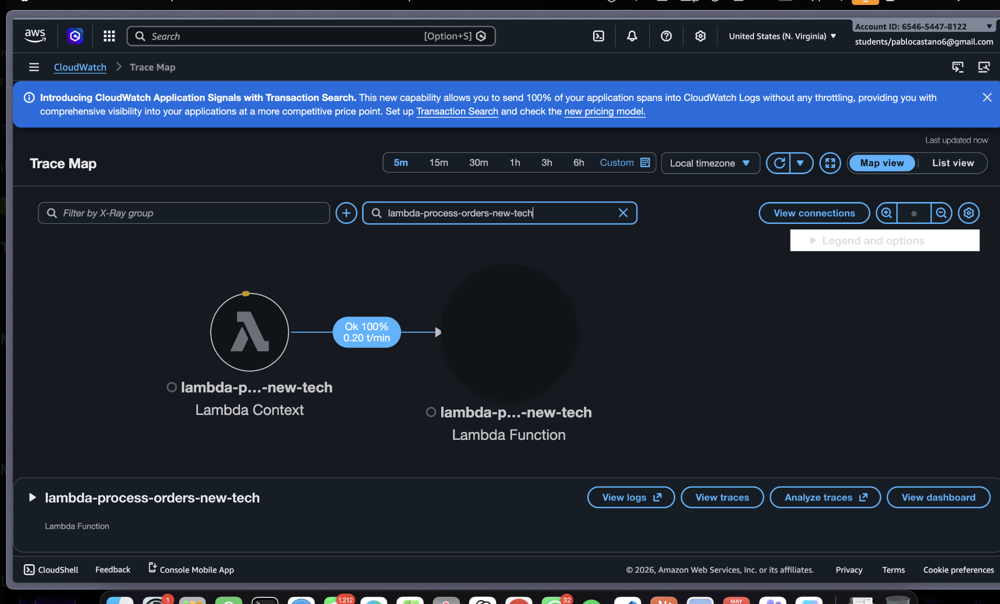 aws
Search
[Option+S]
United States (N. Virginia)
Account ID: 6546-5447-8122
students/pablocastano6@gmail.com
CloudWatch
Trace Map
Introducing CloudWatch Application Signals with Transaction Search. This new capability allows you to send 100% of your application spans into CloudWatch Logs without any throttling, providing you with
comprehensive visibility into your applications at a more competitive price point. Set up Transaction Search and check the new pricing model.
Last updated now
Trace Map
5m 15m 30m 1h 3h 6h Custom
Local timezone
Map view
List view
Filter by X-Ray group
lambda-process-orders-new-tech
View connections
Legend and options
Ok 100%
0.20 t/min
lambda-p...-new-tech
Lambda Context
lambda-p...-new-tech
Lambda Function
lambda-process-orders-new-tech
View logs
View traces
Analyze traces
View dashboard
Lambda Function
CloudShell
Feedback
Console Mobile App
© 2026, Amazon Web Services, Inc. or its affiliates.
Privacy
Terms
Cookie preferences
1
1.212
32
MAY